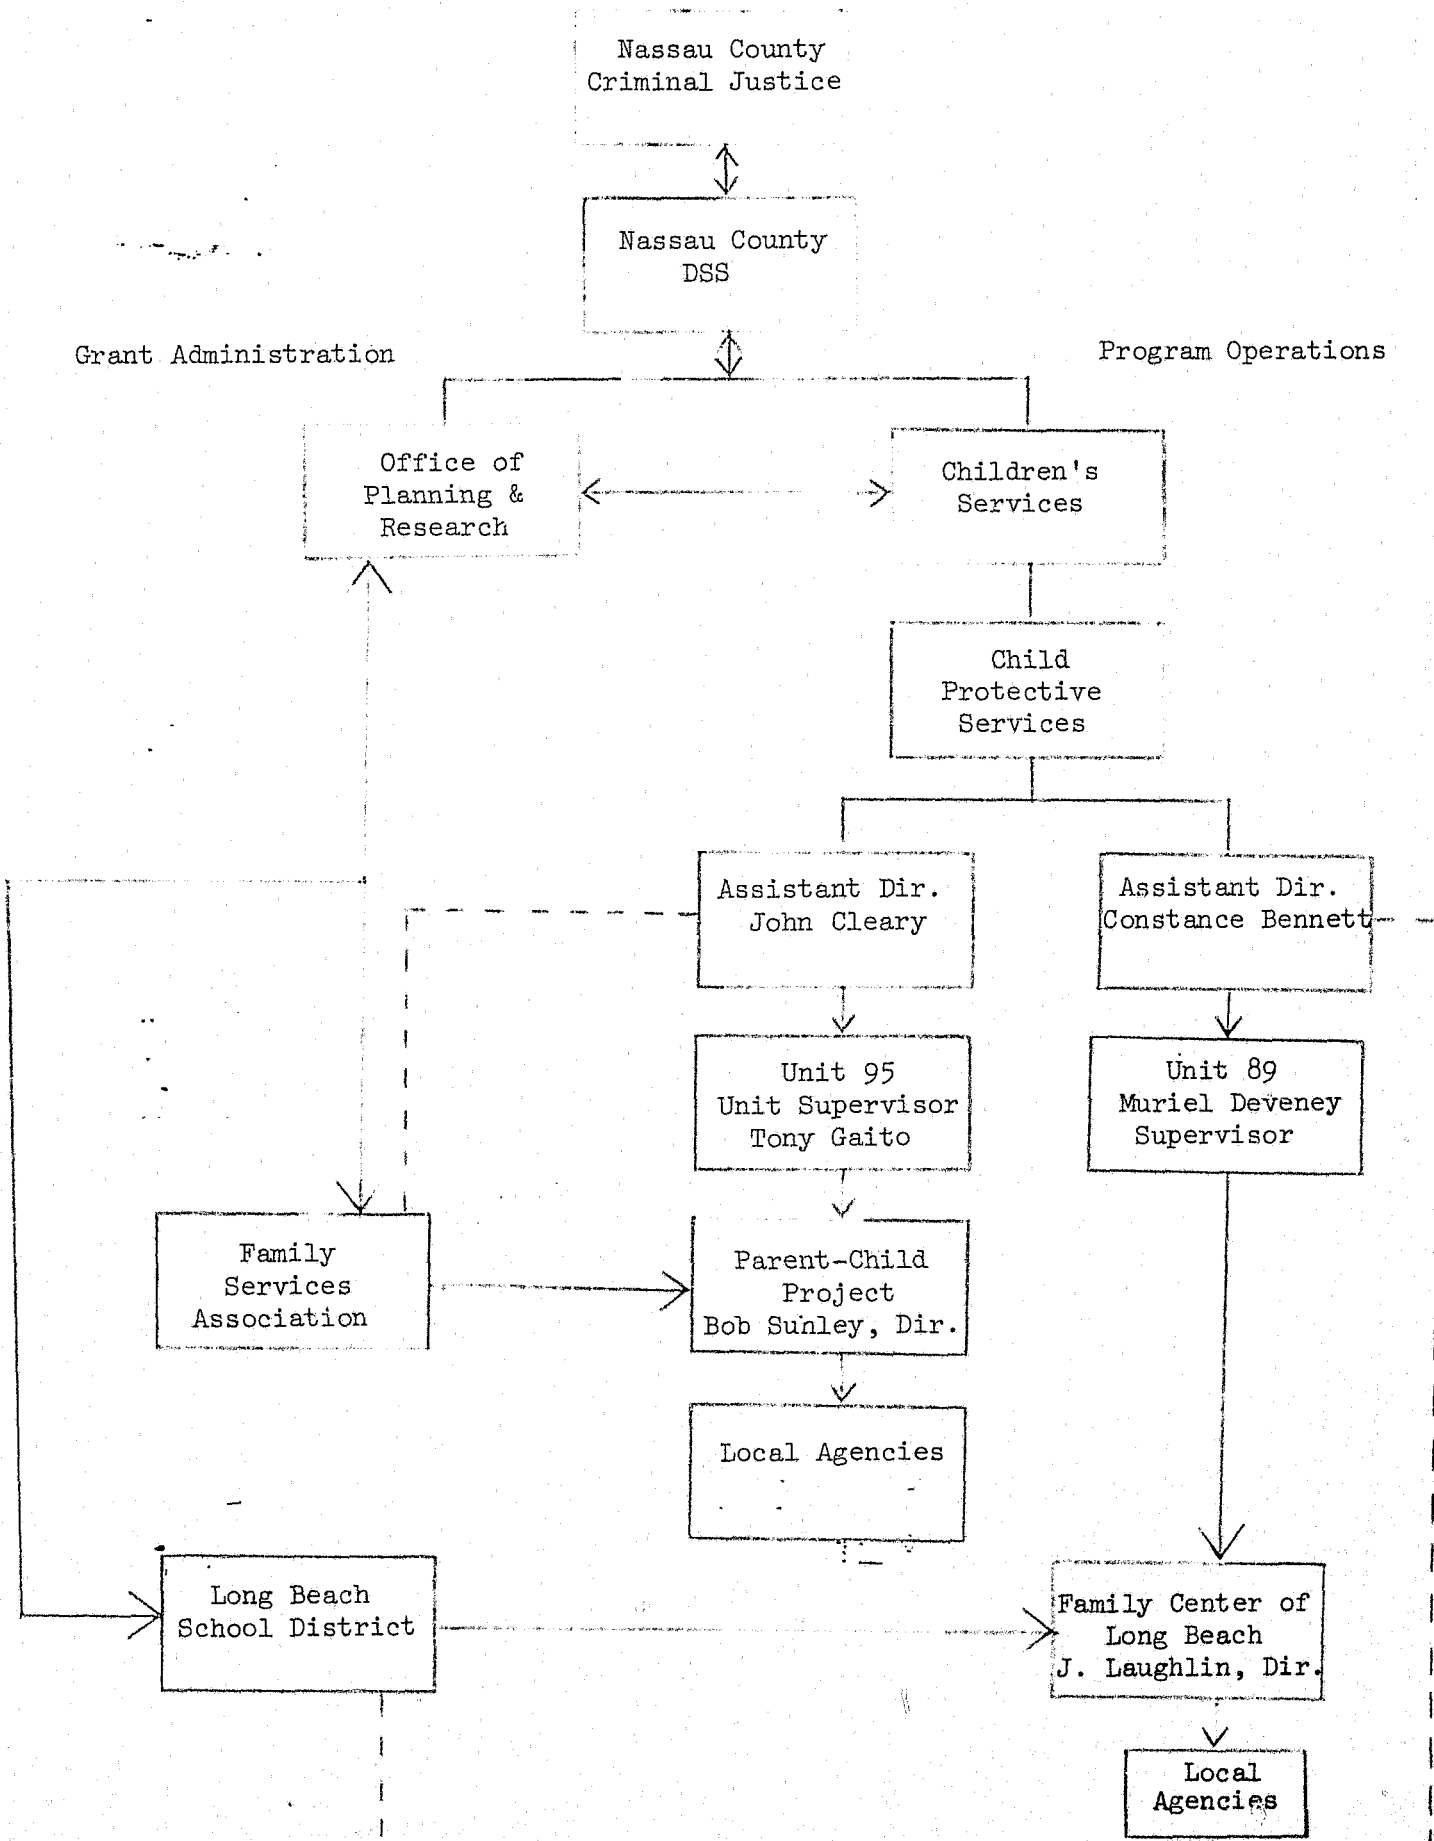 Nassau County
Criminal Justice
Nassau County
DSS
Grant Administration
Program Operations
Office of
Planning &
Research
Children's
Services
Child
Protective
Services
Assistant Dir.
John Cleary
Assistant Dir.
Constance Bennett
Unit 95
Unit Supervisor
Tony Gaito
Unit 89
Muriel Deveney
Supervisor
Family
Services
Association
Parent-Child
Project
Bob Sunley, Dir.
Local Agencies
Long Beach
School District
Family Center of
Long Beach
J. Laughlin, Dir.
Local
Agencies